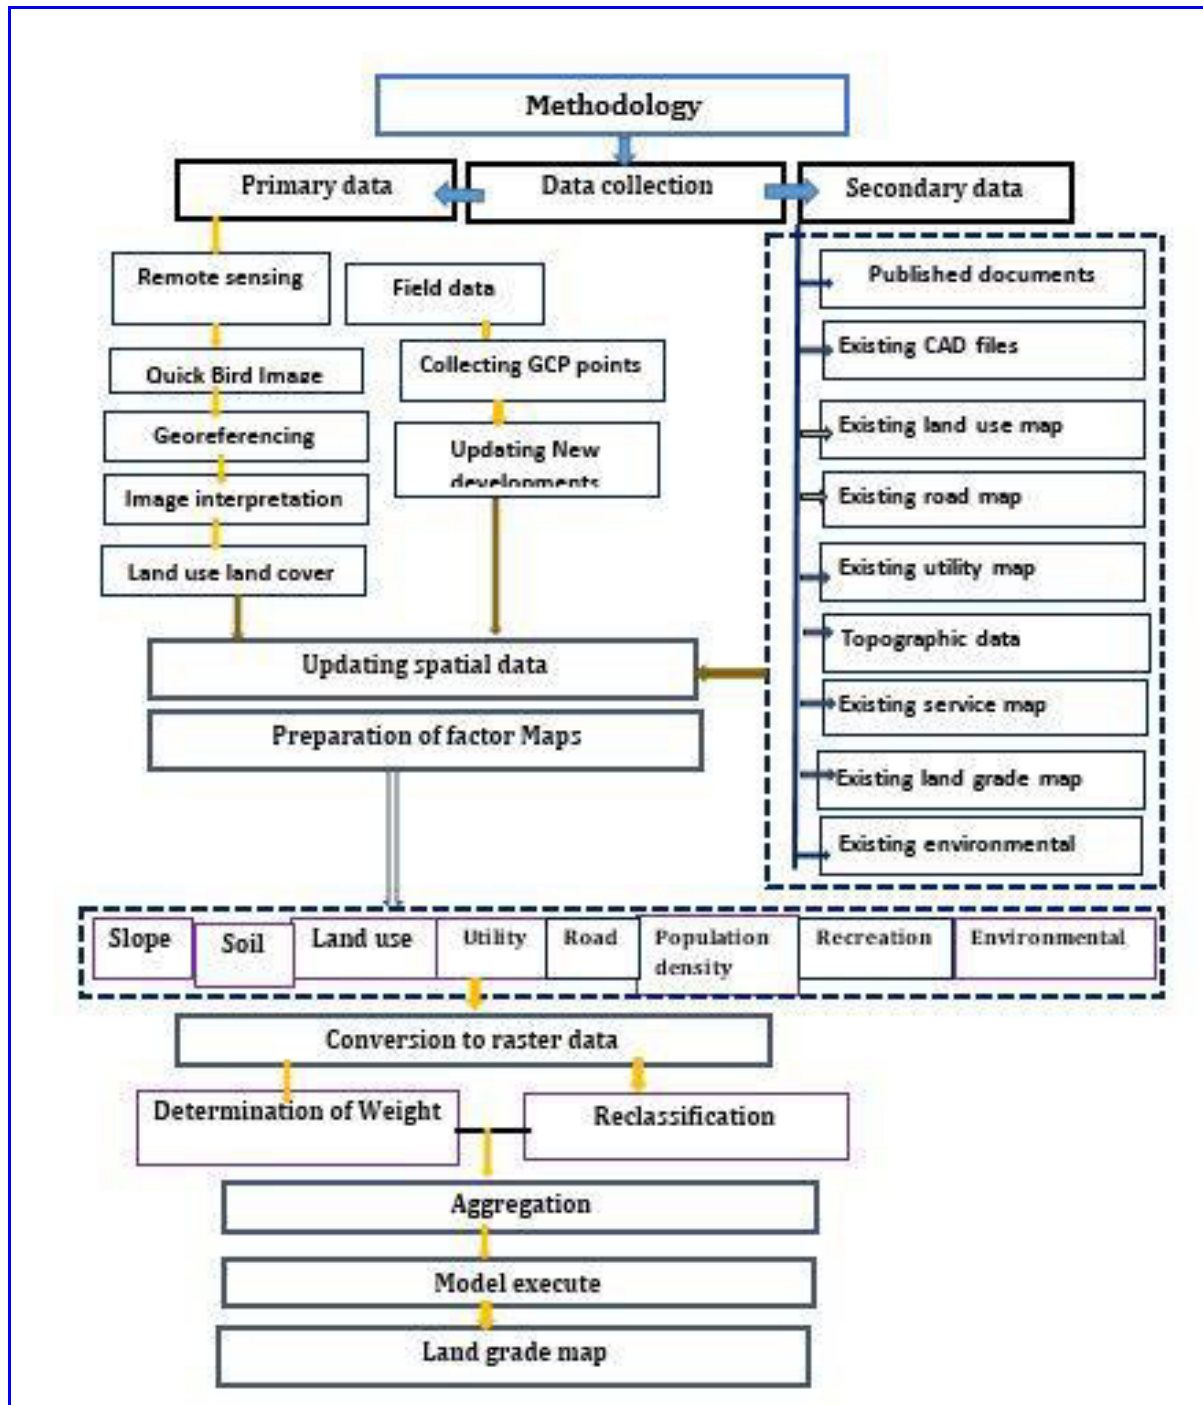 Methodology
Primary data
Data collection
Secondary data
Remote sensing
Field data
Published documents
Quick Bird Image
Collecting GCP points
Existing CAD files
Georeferencing
Updating New
developments
Existing land use map
Image interpretation
Existing road map
Land use land cover
Existing utility map
Updating spatial data
Topographic data
Preparation of factor Maps
Existing service map
Existing land grade map
Existing environmental
Slope
Soil
Land use
Utility
Road
Population
density
Recreation
Environmental
Conversion to raster data
Determination of Weight
Reclassification
Aggregation
Model execute
Land grade map